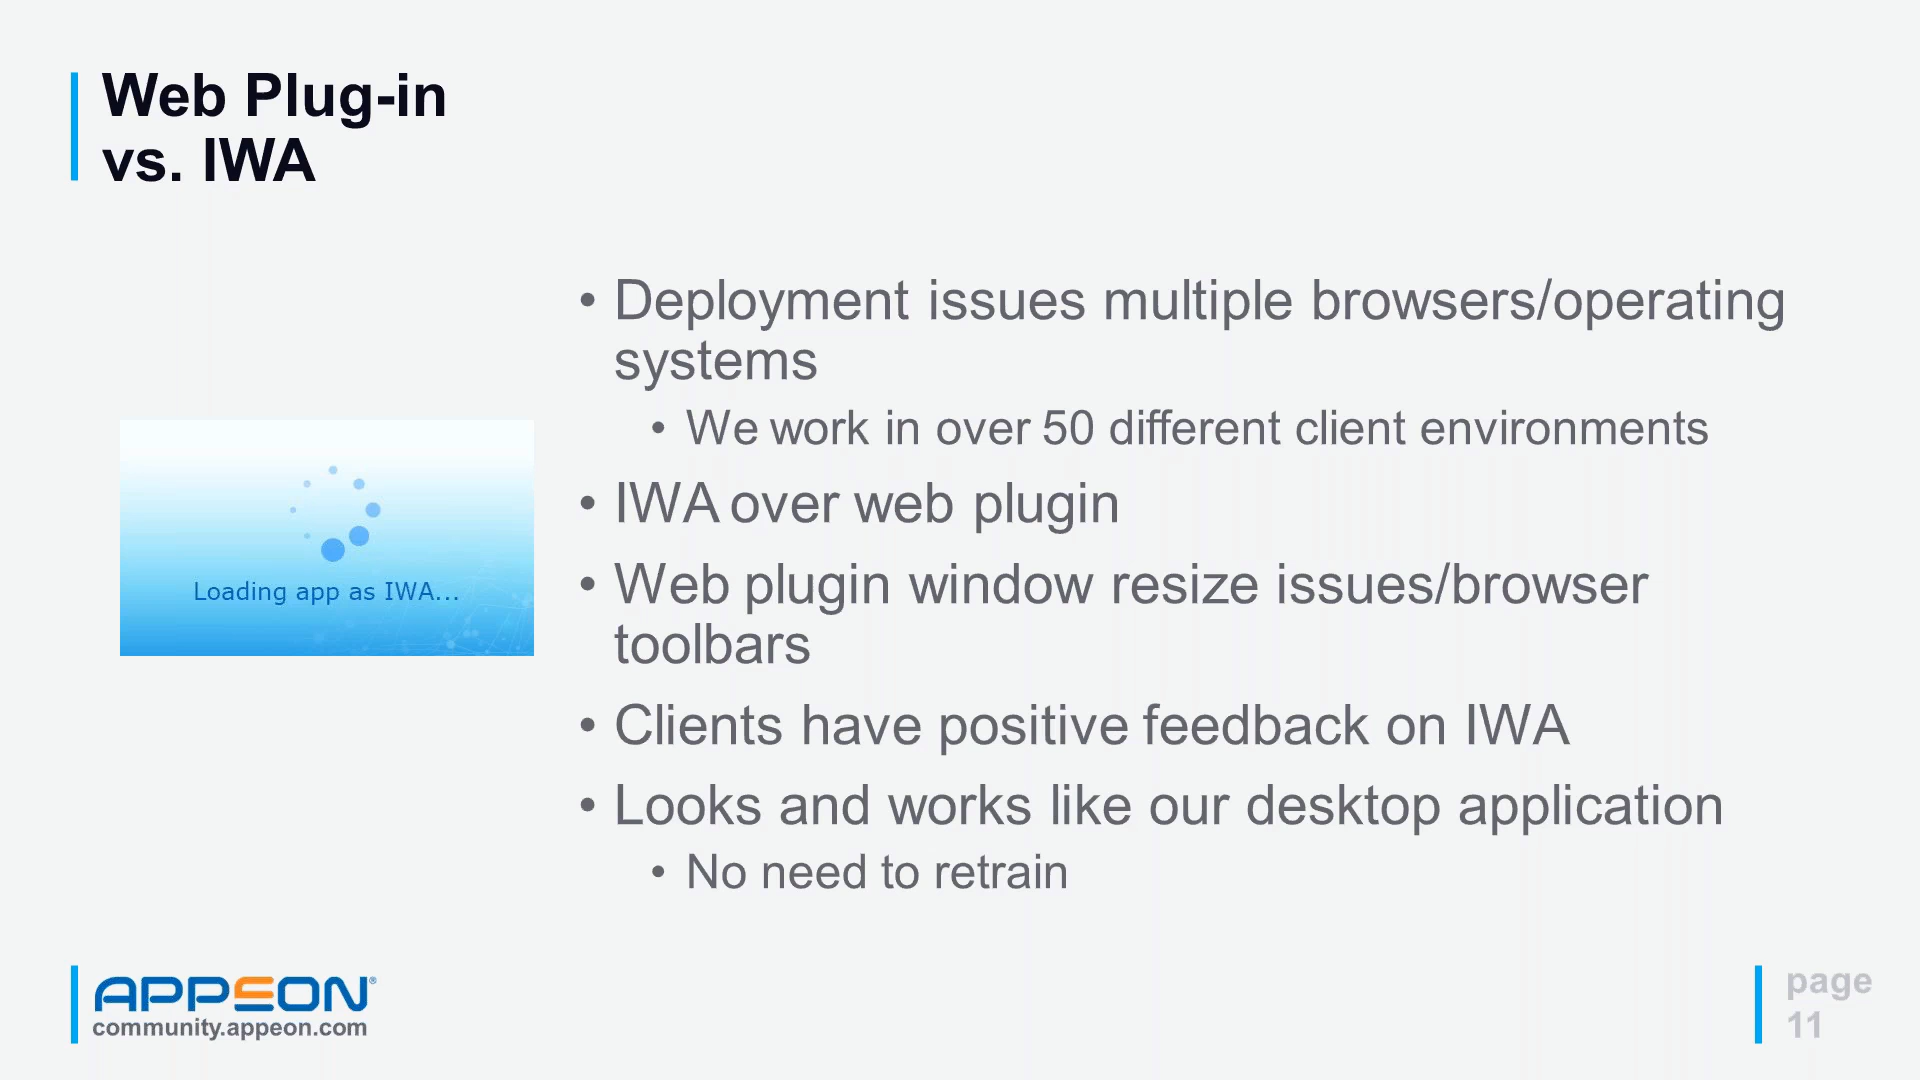 Web Plug-in
vs. IWA
• Deployment issues multiple browsers/operating
systems
• We work in over 50 different client environments
• IWA over web plugin
• Web plugin window resize issues/browser
toolbars
• Clients have positive feedback on IWA
• Looks and works like our desktop application
• No need to retrain
Loading app as IWA...
APPEON®
community.appeon.com
page
11